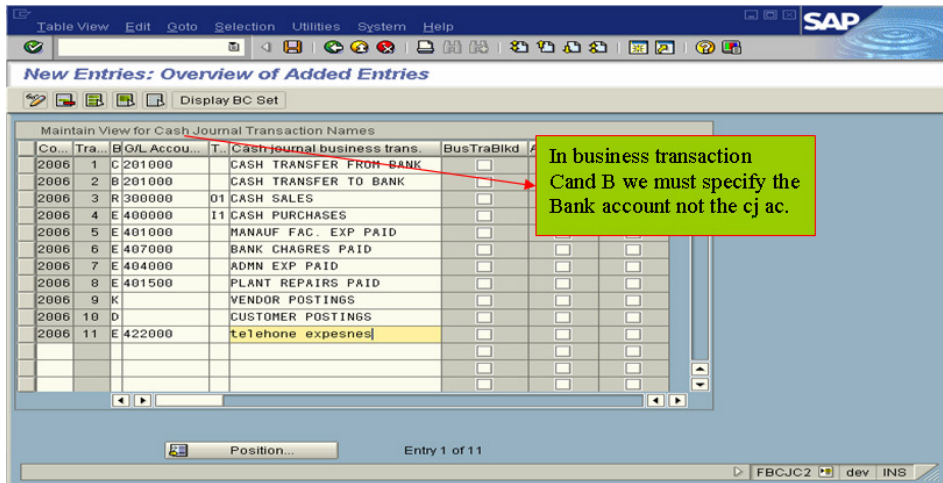 Table View Edit Goto Selection Utilities System Help
SAP
New Entries: Overview of Added Entries
Display BC Set
Maintain View for Cash Journal Transaction Names
Co... Tra... B G/L Accou... T.. Cash journal business trans. BusTraBlkd A
2006 1 C 201000 CASH TRANSFER FROM BANK
2006 2 B 201000 CASH TRANSFER TO BANK
2006 3 R 300000 O1 CASH SALES
2006 4 E 400000 I1 CASH PURCHASES
2006 5 E 401000 MANAUF FAC. EXP PAID
2006 6 E 407000 BANK CHAGRES PAID
2006 7 E 404000 ADMN EXP PAID
2006 8 E 401500 PLANT REPAIRS PAID
2006 9 K VENDOR POSTINGS
2006 10 D CUSTOMER POSTINGS
2006 11 E 422000 telehone expesnes
In business transaction
Cand B we must specify the
Bank account not the cj ac.
Position... Entry 1 of 11
FBCJC2 dev INS